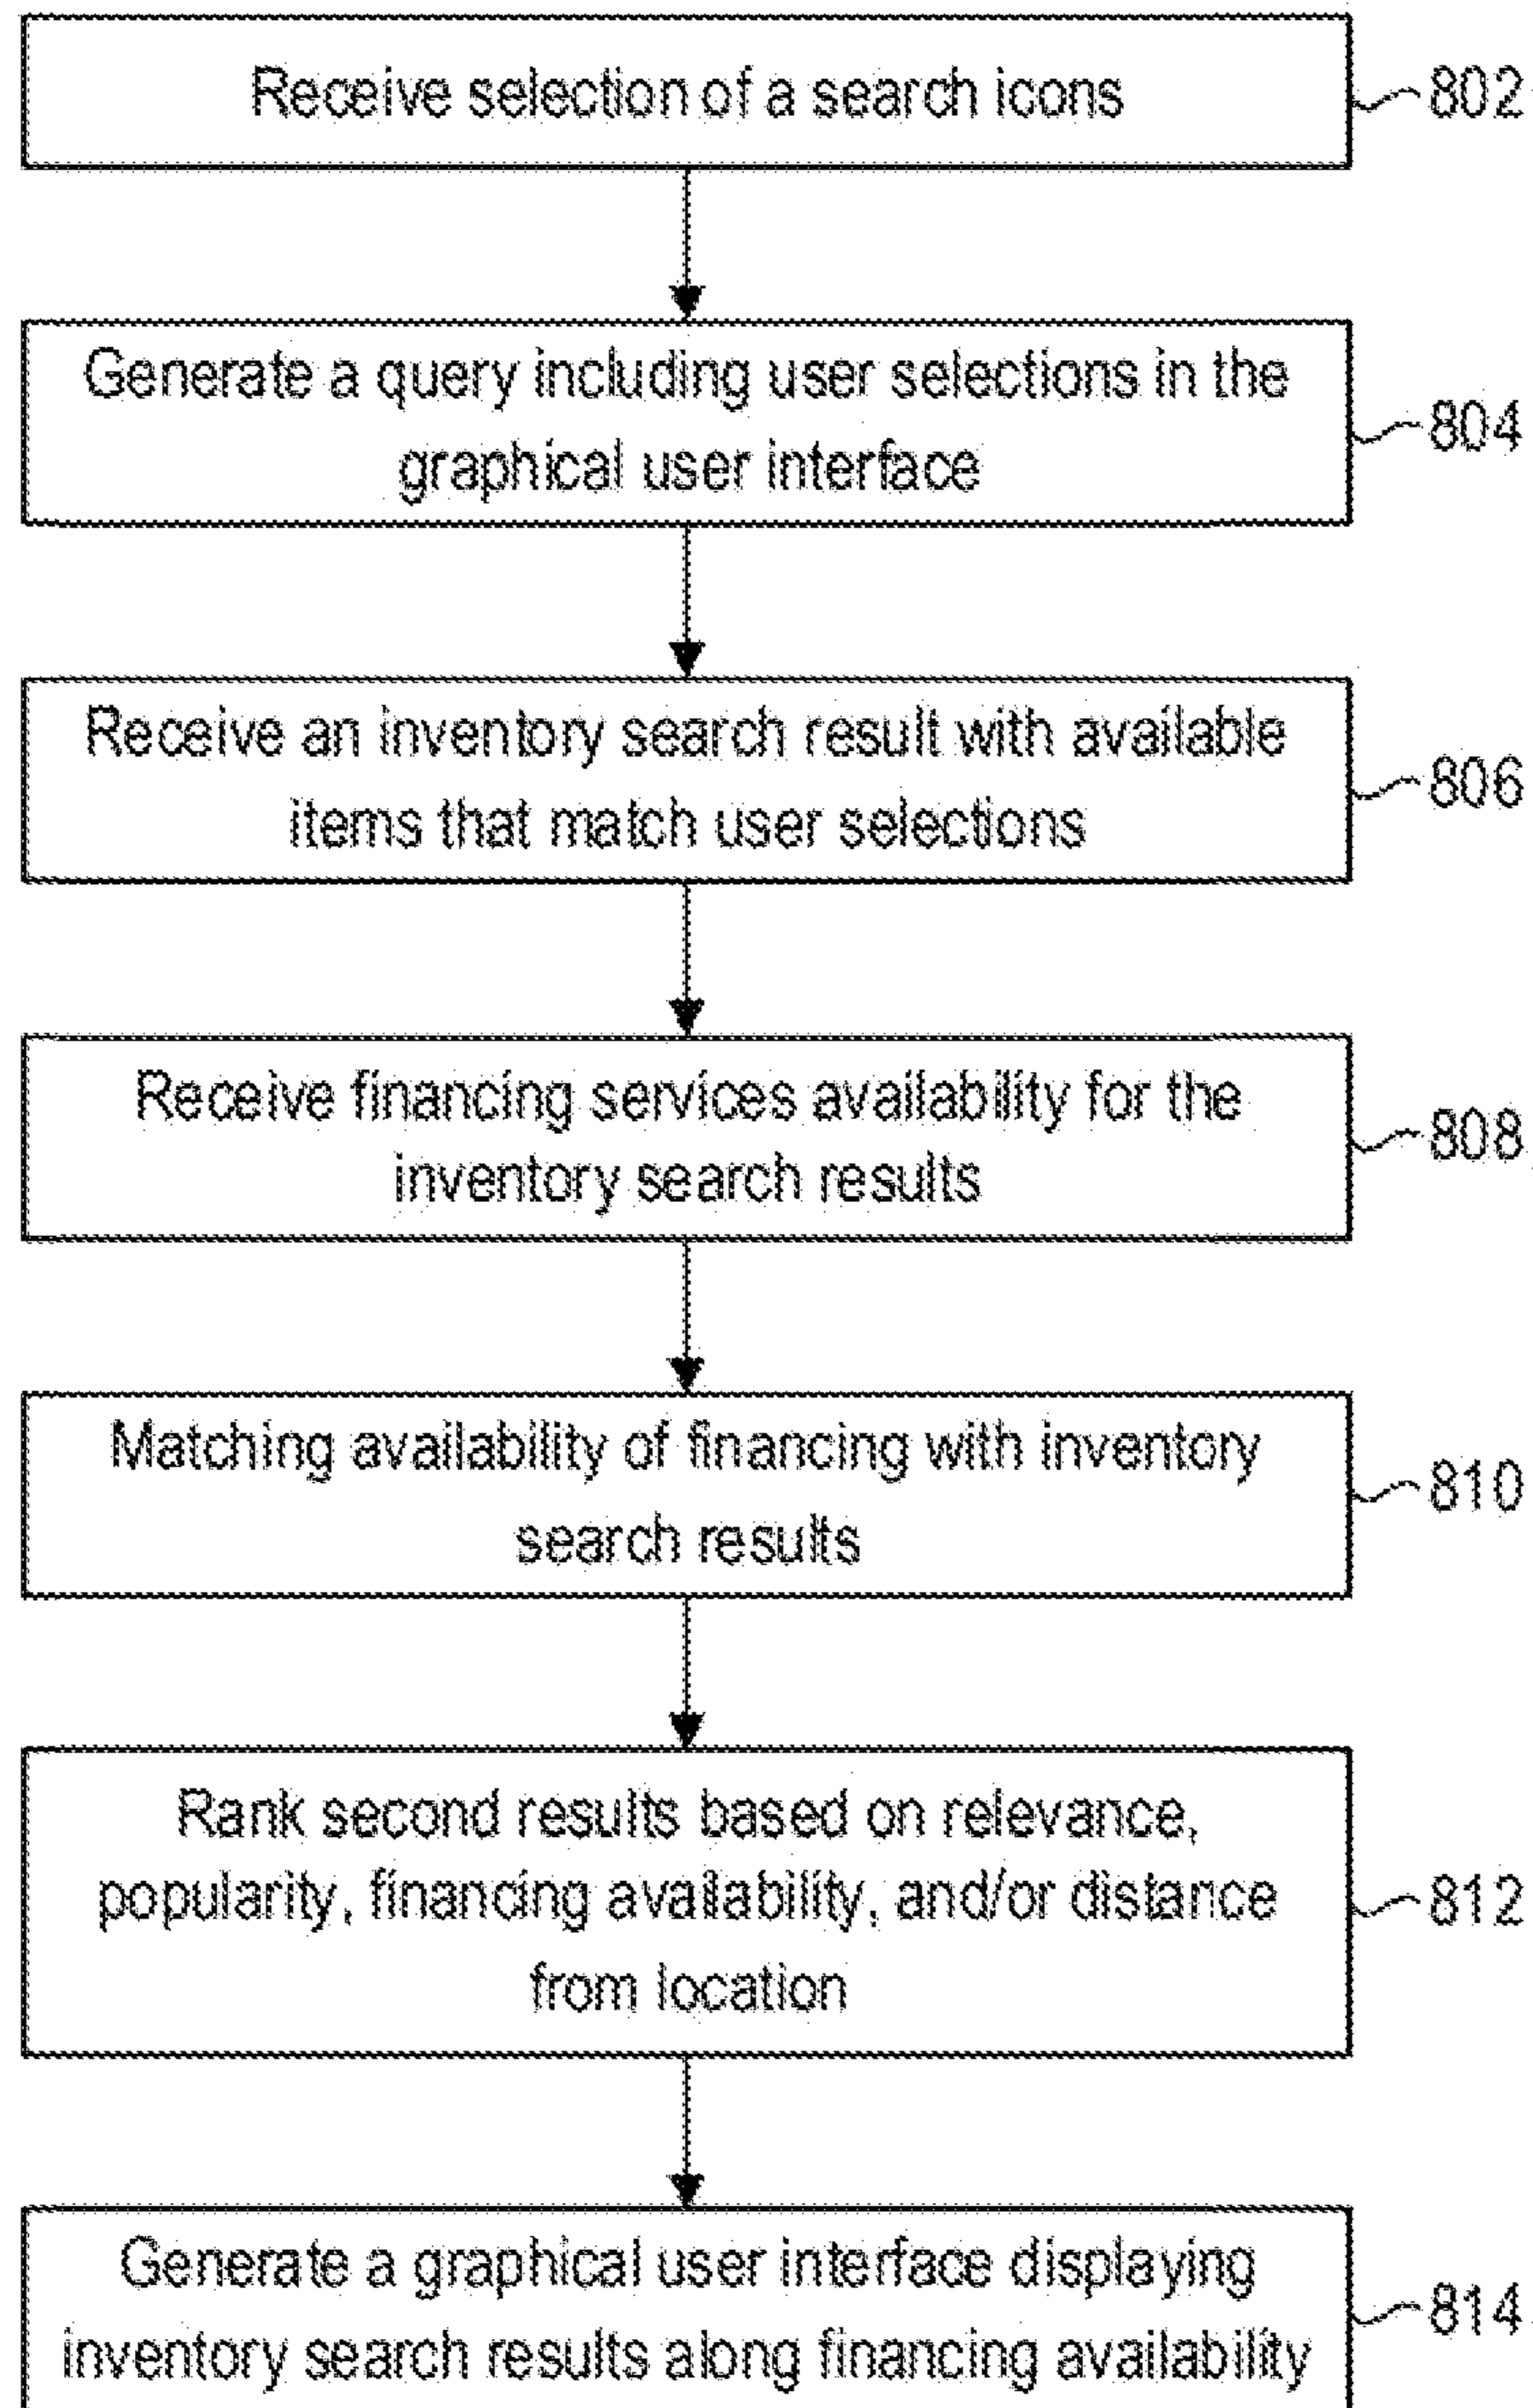 Receive selection of a search icons
802
Generate a query including user selections in the
graphical user interface
804
Receive an inventory search result with available
items that match user selections
806
Receive financing services availability for the
inventory search results
808
Matching availability of financing with inventory
search results
810
Rank second results based on relevance,
popularity, financing availability, and/or distance
from location
812
Generate a graphical user interface displaying
inventory search results along financing availability
814